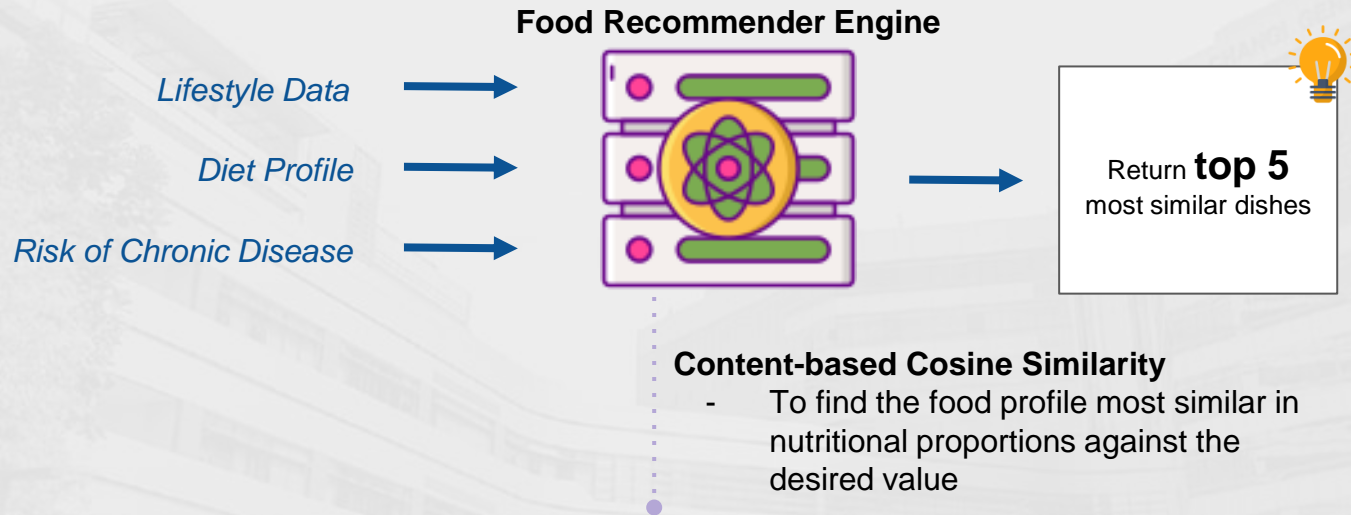 Food Recommender Engine
Lifestyle Data
Diet Profile
Risk of Chronic Disease
Return top 5
most similar dishes
Content-based Cosine Similarity
- To find the food profile most similar in
nutritional proportions against the
desired value